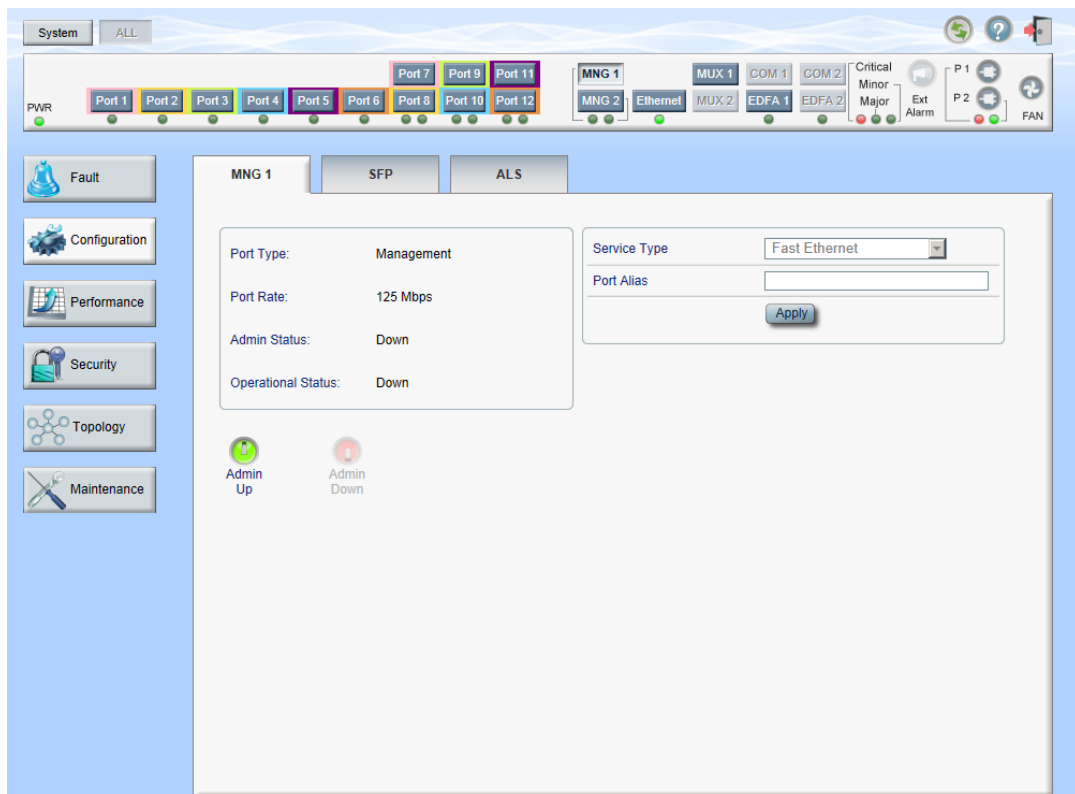 System ALL
Port 7 Port 9 Port 11 MNG 1 MUX 1 COM 1 COM 2 Critical P 1
Minor
PWR Port 1 Port 2 Port 3 Port 4 Port 5 Port 6 Port 8 Port 10 Port 12 MNG 2 Ethernet MUX 2 EDFA 1 EDFA 2 Major Ext Alarm P 2 FAN
Fault
Configuration
Performance
Security
Topology
Maintenance
MNG 1 SFP ALS
Port Type: Management
Port Rate: 125 Mbps
Admin Status: Down
Operational Status: Down
Service Type Fast Ethernet
Port Alias
Apply
Admin Up
Admin Down